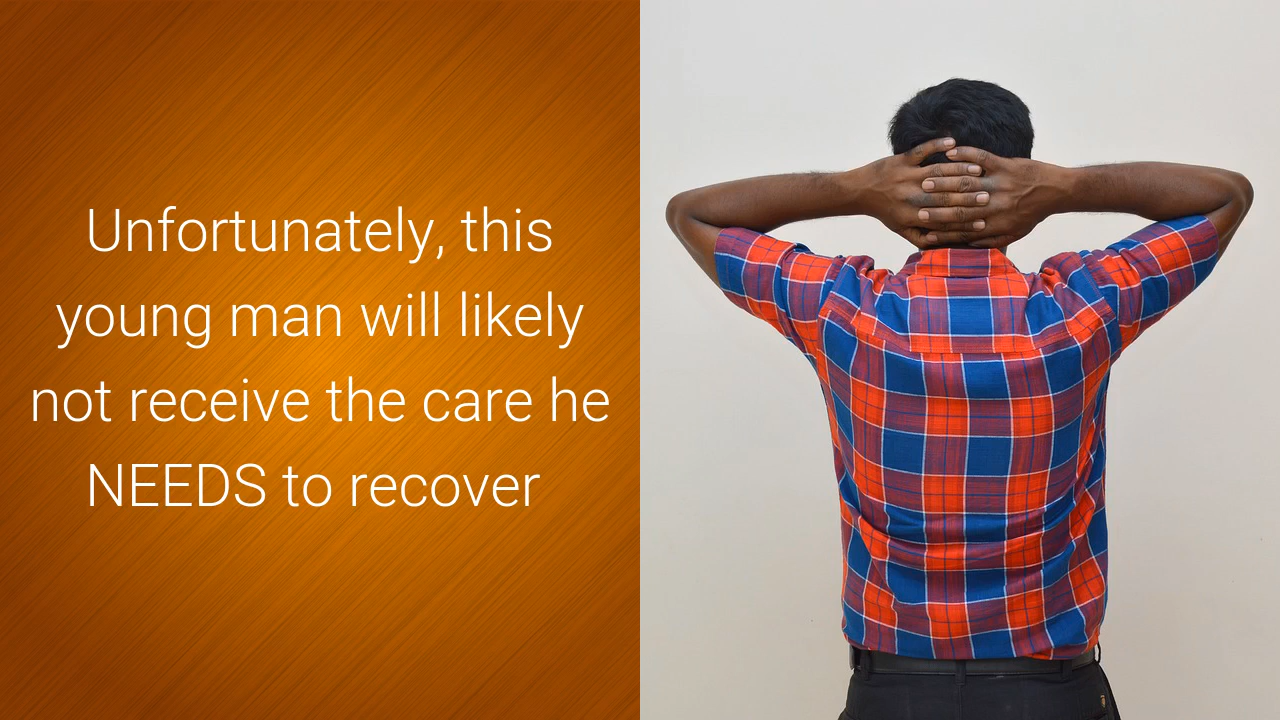 Unfortunately, this
young man will likely
not receive the care he
NEEDS to recover